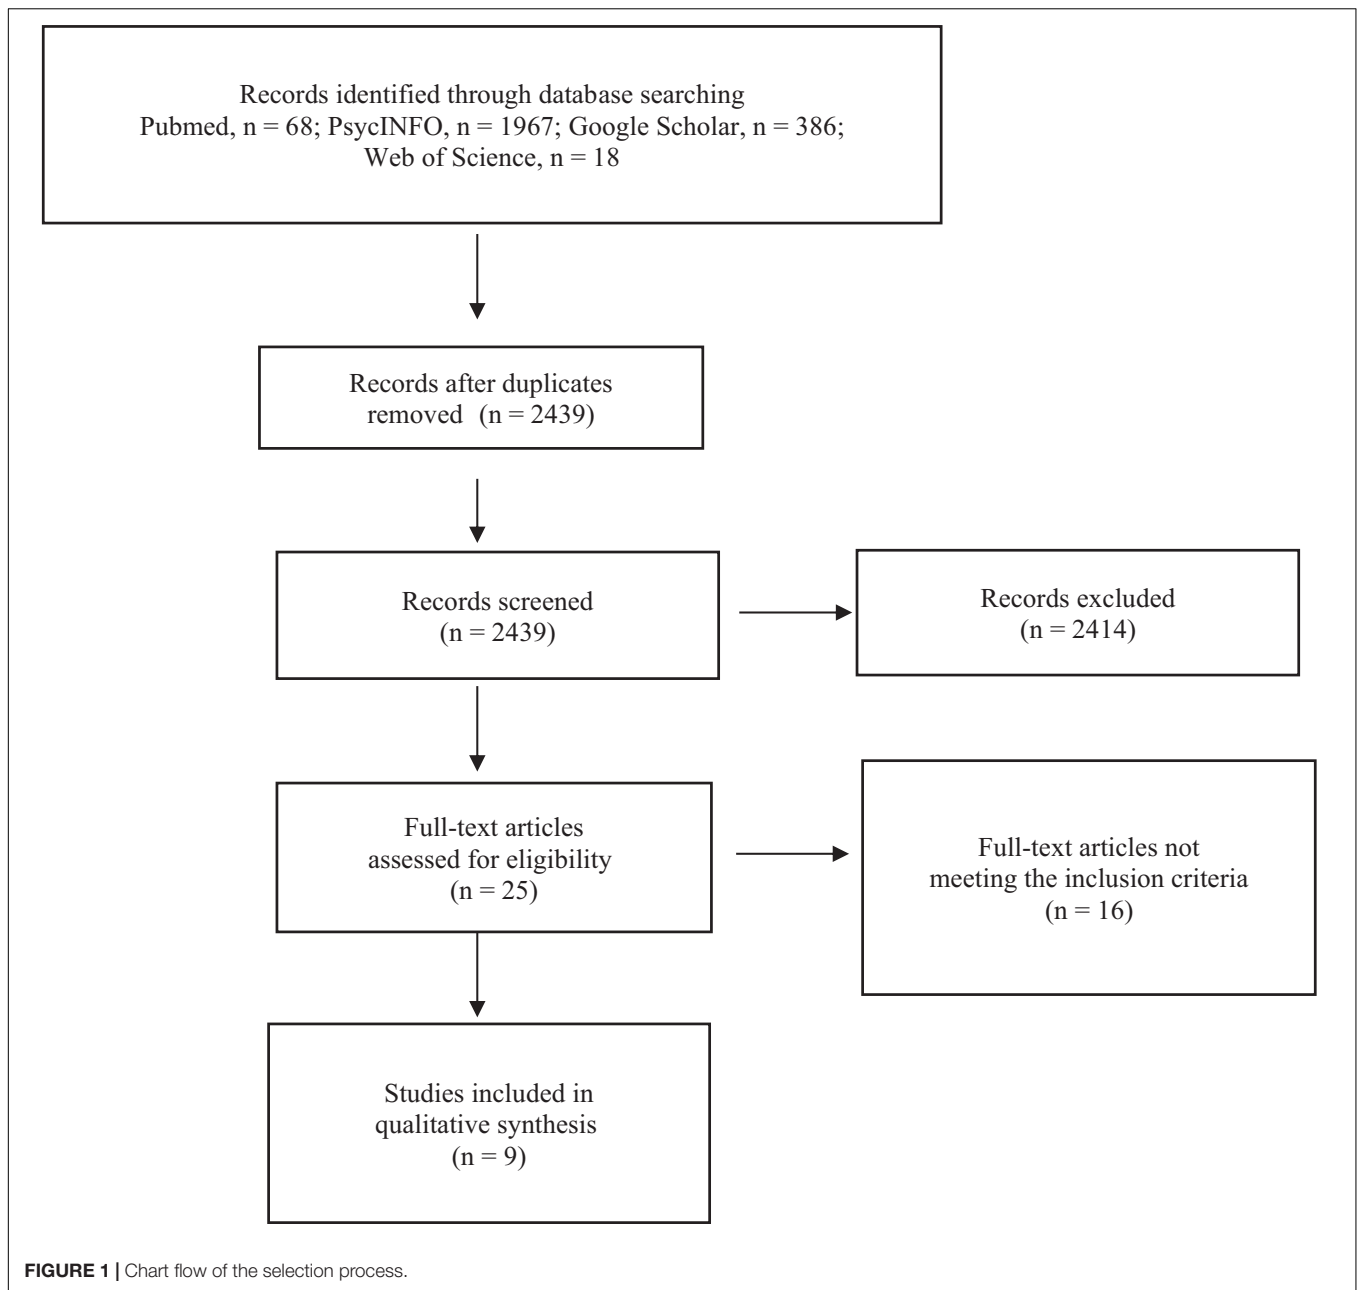 Records identified through database searching
Pubmed, n = 68; PsycINFO, n = 1967; Google Scholar, n = 386;
Web of Science, n = 18
Records after duplicates
removed (n = 2439)
Records screened
(n = 2439)
Records excluded
(n = 2414)
Full-text articles
assessed for eligibility
(n = 25)
Full-text articles not
meeting the inclusion criteria
(n = 16)
Studies included in
qualitative synthesis
(n = 9)
FIGURE 1 | Chart flow of the selection process.